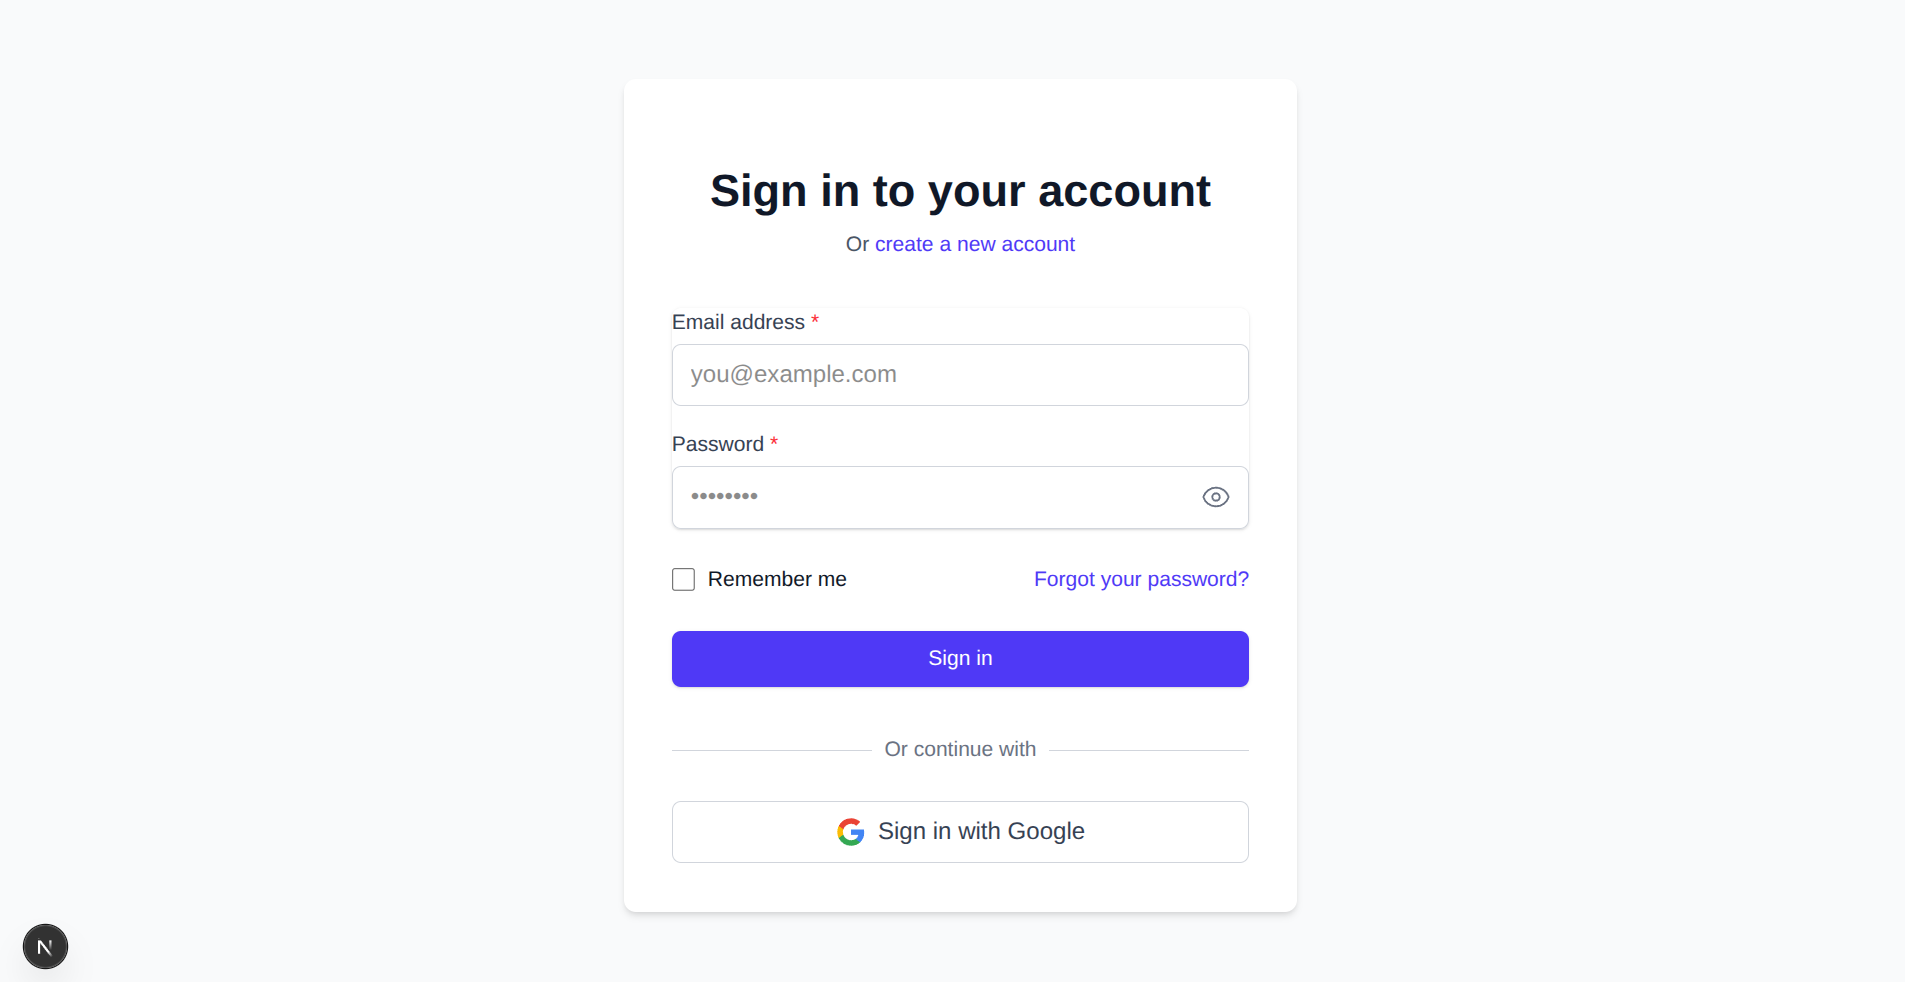 Sign in to your account
Or create a new account
Email address *
you@example.com
Password *
••••••••
Remember me
Forgot your password?
Sign in
Or continue with
Sign in with Google
N